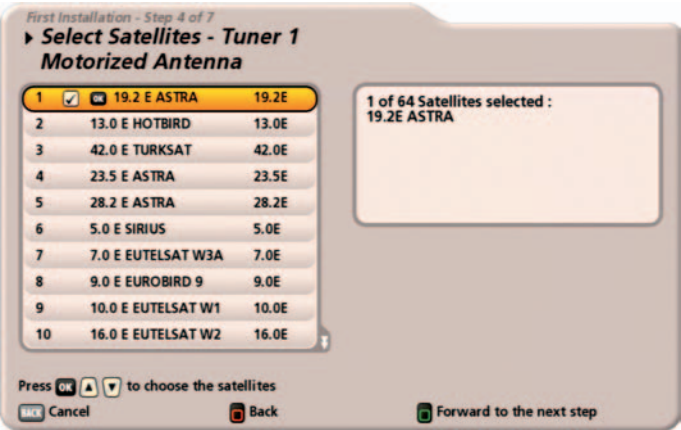 First Installation - Step 4 of 7
Select Satellites - Tuner 1
Motorized Antenna
1 OK 19.2 E ASTRA 19.2E
2 13.0 E HOTBIRD 13.0E
3 42.0 E TURKSAT 42.0E
4 23.5 E ASTRA 23.5E
5 28.2 E ASTRA 28.2E
6 5.0 E SIRIUS 5.0E
7 7.0 E EUTELSAT W3A 7.0E
8 9.0 E EUROBIRD 9 9.0E
9 10.0 E EUTELSAT W1 10.0E
10 16.0 E EUTELSAT W2 16.0E
1 of 64 Satellites selected :
19.2E ASTRA
Press OK to choose the satellites
BACK Cancel Back Forward to the next step